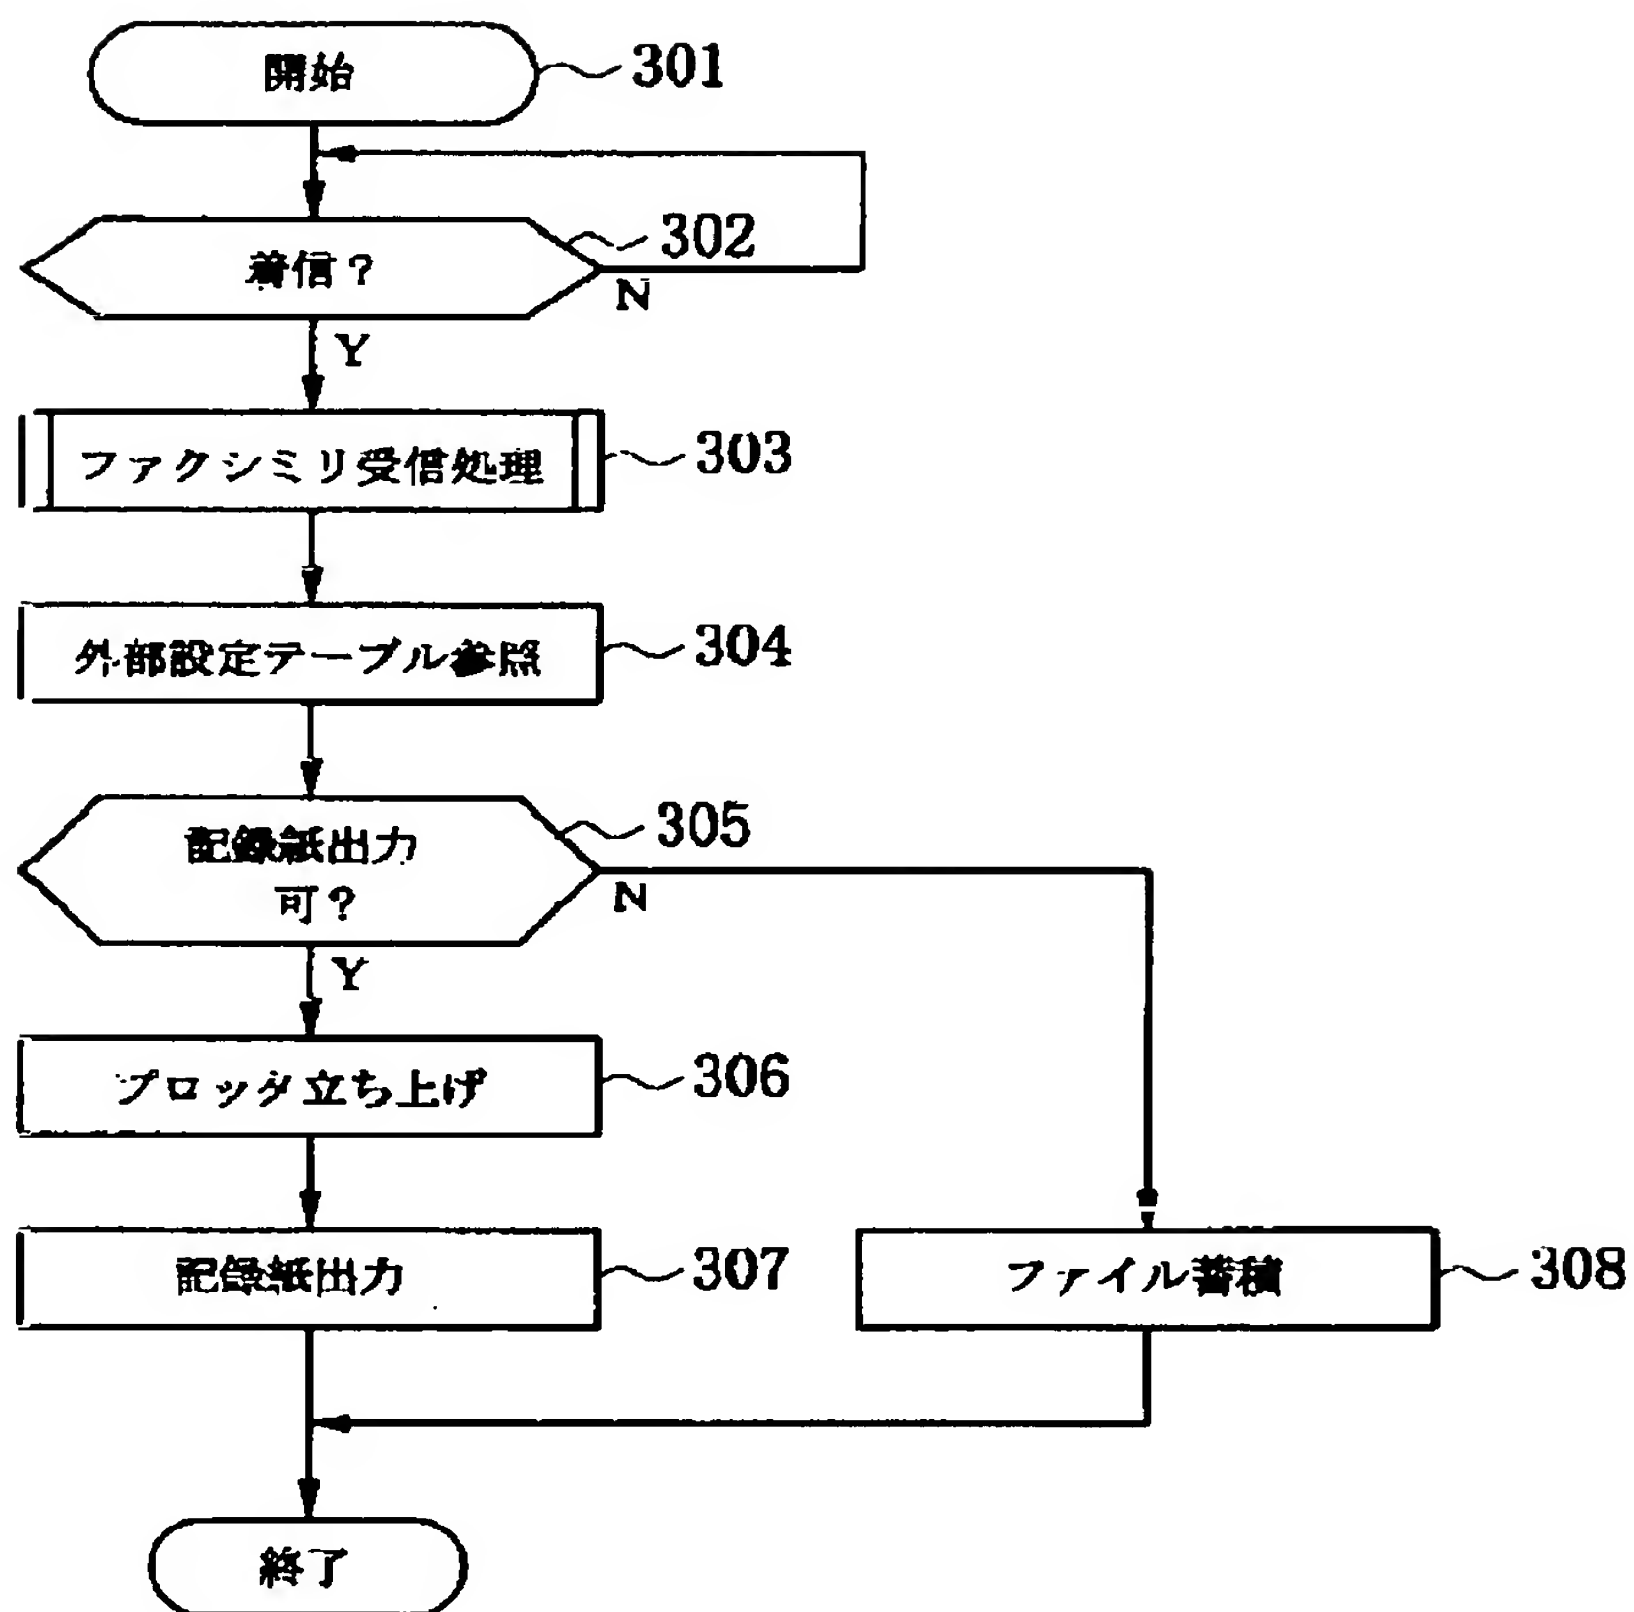 開始
301
着信?
302
N
Y
ファクシミリ受信処理
303
外部設定テーブル参照
304
記録紙出力
可?
305
N
Y
プロッタ立ち上げ
306
記録紙出力
307
ファイル蓄積
308
終了